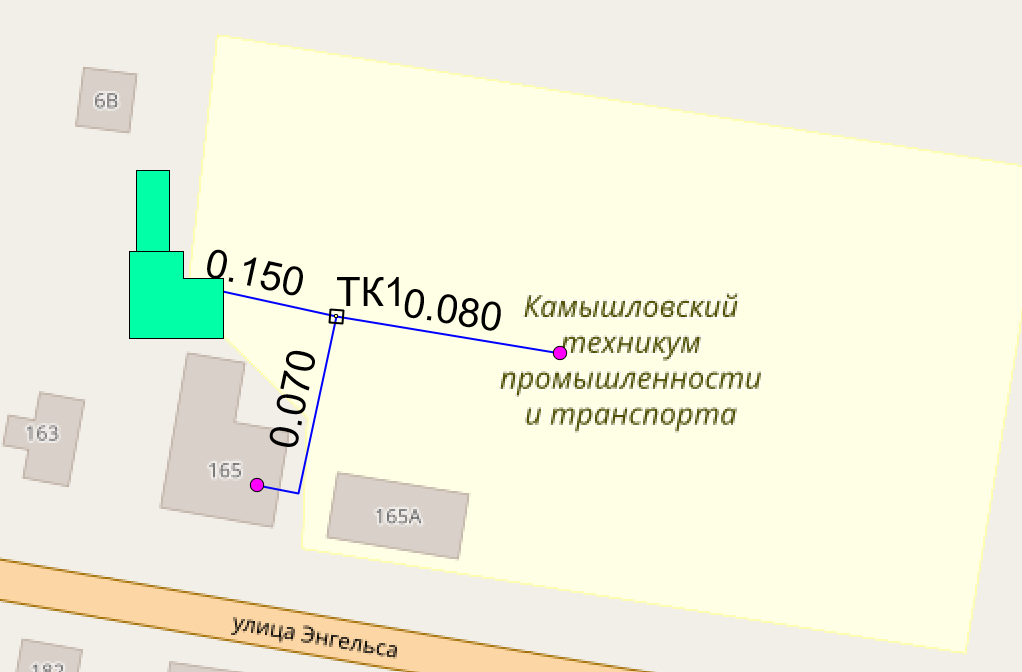 6В
0.150
ТК1
0.080
Камышловский
техникум
промышленности
и транспорта
0.070
163
165
165А
улица Энгельса